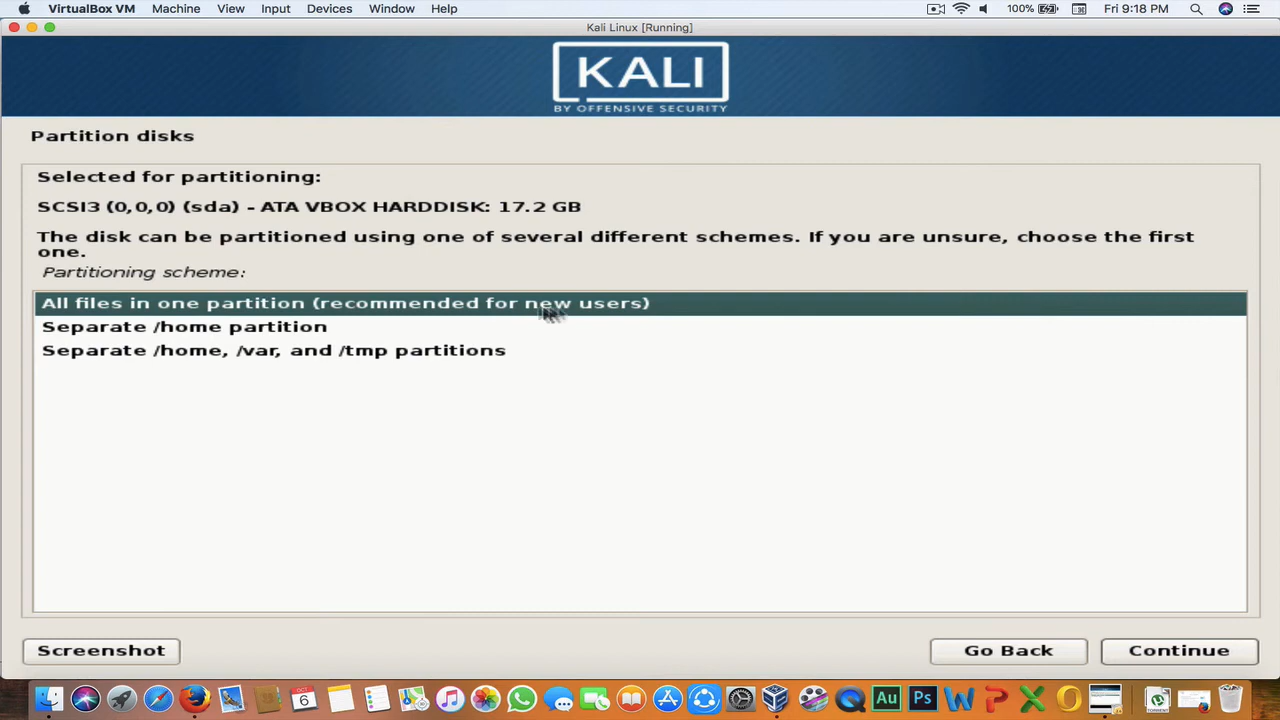 VirtualBox VM Machine View Input Devices Window Help 100% Fri 9:18 PM
Kali Linux [Running]
KALI
BY OFFENSIVE SECURITY
Partition disks
Selected for partitioning:
SCSI3 (0,0,0) (sda) - ATA VBOX HARDDISK: 17.2 GB
The disk can be partitioned using one of several different schemes. If you are unsure, choose the first
one.
Partitioning scheme:
All files in one partition (recommended for new users)
Separate /home partition
Separate /home, /var, and /tmp partitions
Screenshot Go Back Continue
OCT
6
Au Ps